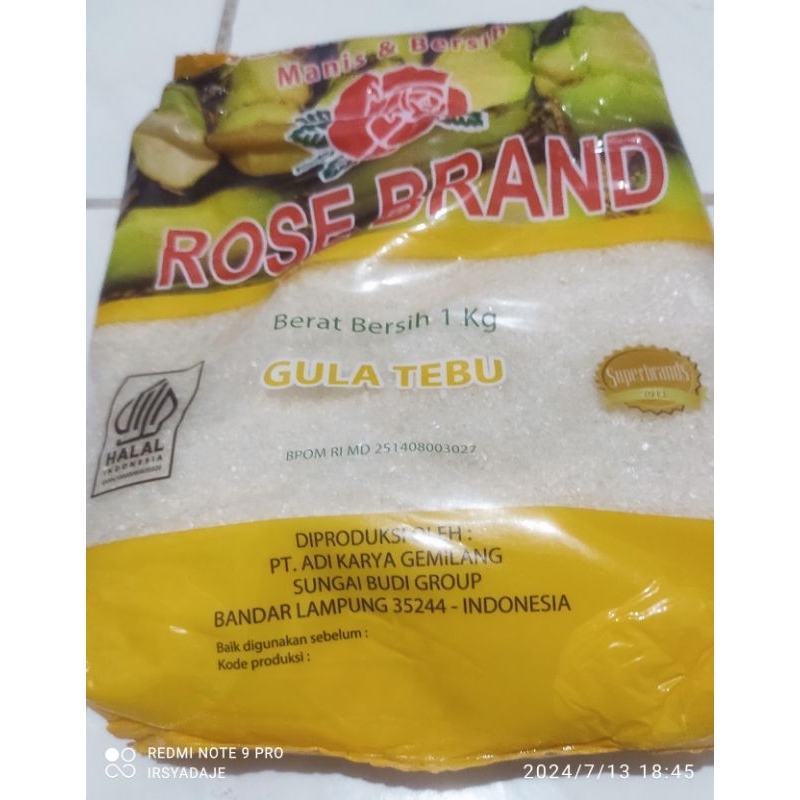 Manis & Bersih
ROSE BRAND
Berat Bersih 1 Kg
GULA TEBU
Superbrands
HALAL
INDONESIA
BPOM RI MD 251408003027
DIPRODUKSI OLEH :
PT. ADI KARYA GEMILANG
SUNGAI BUDI GROUP
BANDAR LAMPUNG 35244 - INDONESIA
Baik digunakan sebelum :
Kode produksi :
REDMI NOTE 9 PRO
IRSYADAJE
2024/7/13 18:45